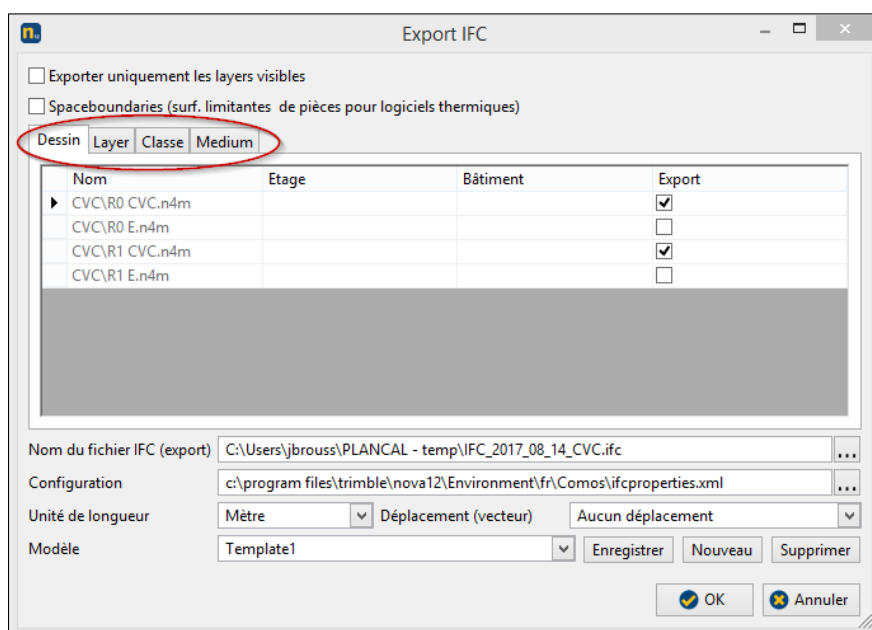 Export IFC
Exporter uniquement les layers visibles
Spaceboundaries (surf. limitantes de pièces pour logiciels thermiques)
Dessin Layer Classe Medium
Nom Etage Bâtiment Export
CVC\R0 CVC.n4m
CVC\R0 E.n4m
CVC\R1 CVC.n4m
CVC\R1 E.n4m
Nom du fichier IFC (export) C:\Users\jbrouss\PLANCAL - temp\IFC_2017_08_14_CVC.ifc ...
Configuration c:\program files\trimble\nova12\Environment\fr\Comos\ifcproperties.xml ...
Unité de longueur Mètre Déplacement (vecteur) Aucun déplacement
Modèle Template1 Enregistrer Nouveau Supprimer
OK Annuler